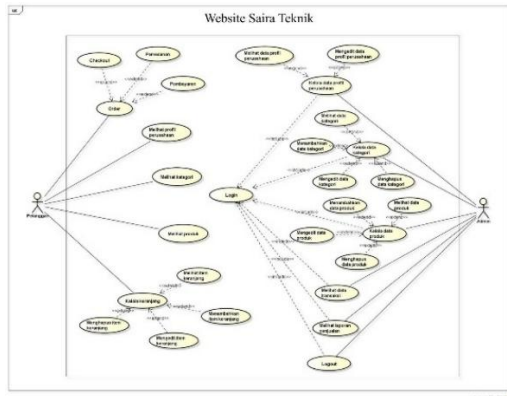 Website Saira Teknik
Checkout
Pemesanan
Pembayaran
Order
Melihat profil
perusahaan
Melihat kategori
Melihat produk
Pelanggan
Kelola keranjang
Melihat item
keranjang
Menambahkan
item keranjang
Mengedit item
keranjang
Menghapus item
keranjang
Login
Melihat data profil
perusahaan
Mengedit data
profil perusahaan
Kelola data profil
perusahaan
Melihat data
kategori
Menambahkan
data kategori
Kelola data
kategori
Mengedit data
kategori
Menghapus
data kategori
Menambahkan
data produk
Melihat data
produk
Mengedit data
produk
Kelola data
produk
Menghapus
data produk
Melihat data
transaksi
Melihat laporan
penjualan
Logout
Admin